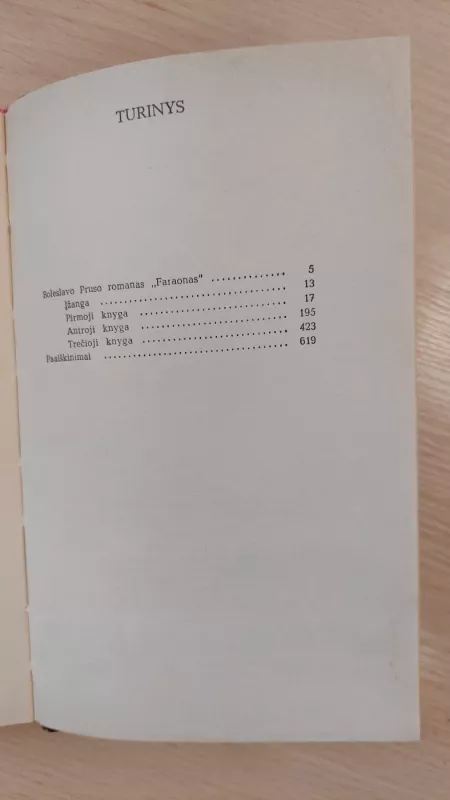 TURINYS
Boleslavo Pruso romanas „Faraonas“ .............. 5
Įžanga .............................. 13
Pirmoji knyga ........................ 17
Antroji knyga ........................ 195
Trečioji knyga ........................ 423
Paaiškinimai .............................. 619